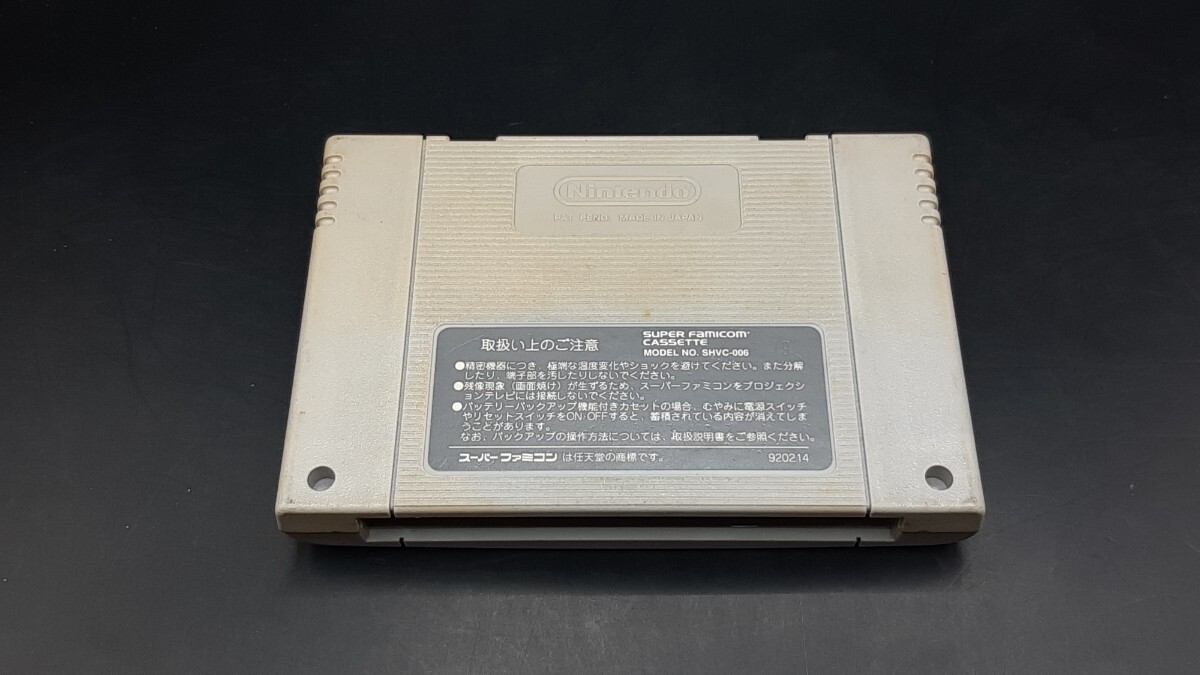 Nintendo
PAT. PEND. MADE IN JAPAN
取扱い上のご注意
SUPER FAMICOM
CASSETTE
MODEL NO. SHVC-006
●精密機器につき、極端な温度変化やショックを避けてください。また分解
したり、端子部を汚したりしないでください。
●残像現象（画面焼け）が生ずるため、スーパーファミコンをプロジェクシ
ョンテレビには接続しないでください。
●バッテリーバックアップ機能付きカセットの場合、むやみに電源スイッチ
やリセットスイッチをON・OFFすると、蓄積されている内容が消えてしま
うことがあります。
なお、バックアップの操作方法については、取扱説明書をご参照ください。
スーパーファミコンは任天堂の商標です。
920214